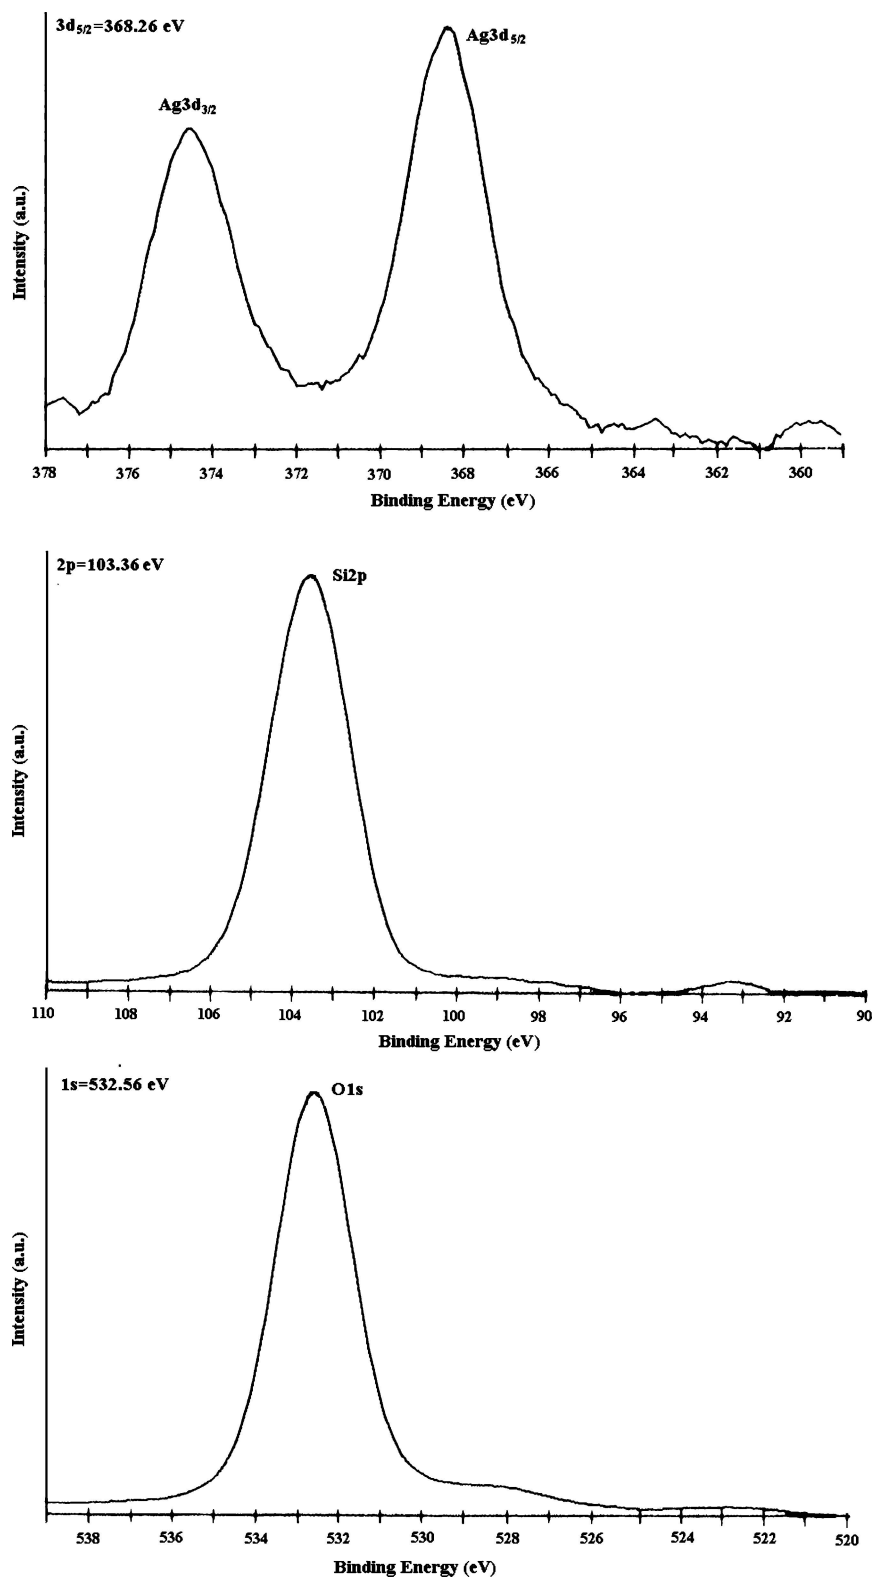 3d5/2=368.26 eV
Ag3d5/2
Ag3d3/2
Intensity (a.u.)
378 376 374 372 370 368 366 364 362 360
Binding Energy (eV)
2p=103.36 eV
Si2p
Intensity (a.u.)
110 108 106 104 102 100 98 96 94 92 90
Binding Energy (eV)
1s=532.56 eV
O1s
Intensity (a.u.)
538 536 534 532 530 528 526 524 522 520
Binding Energy (eV)